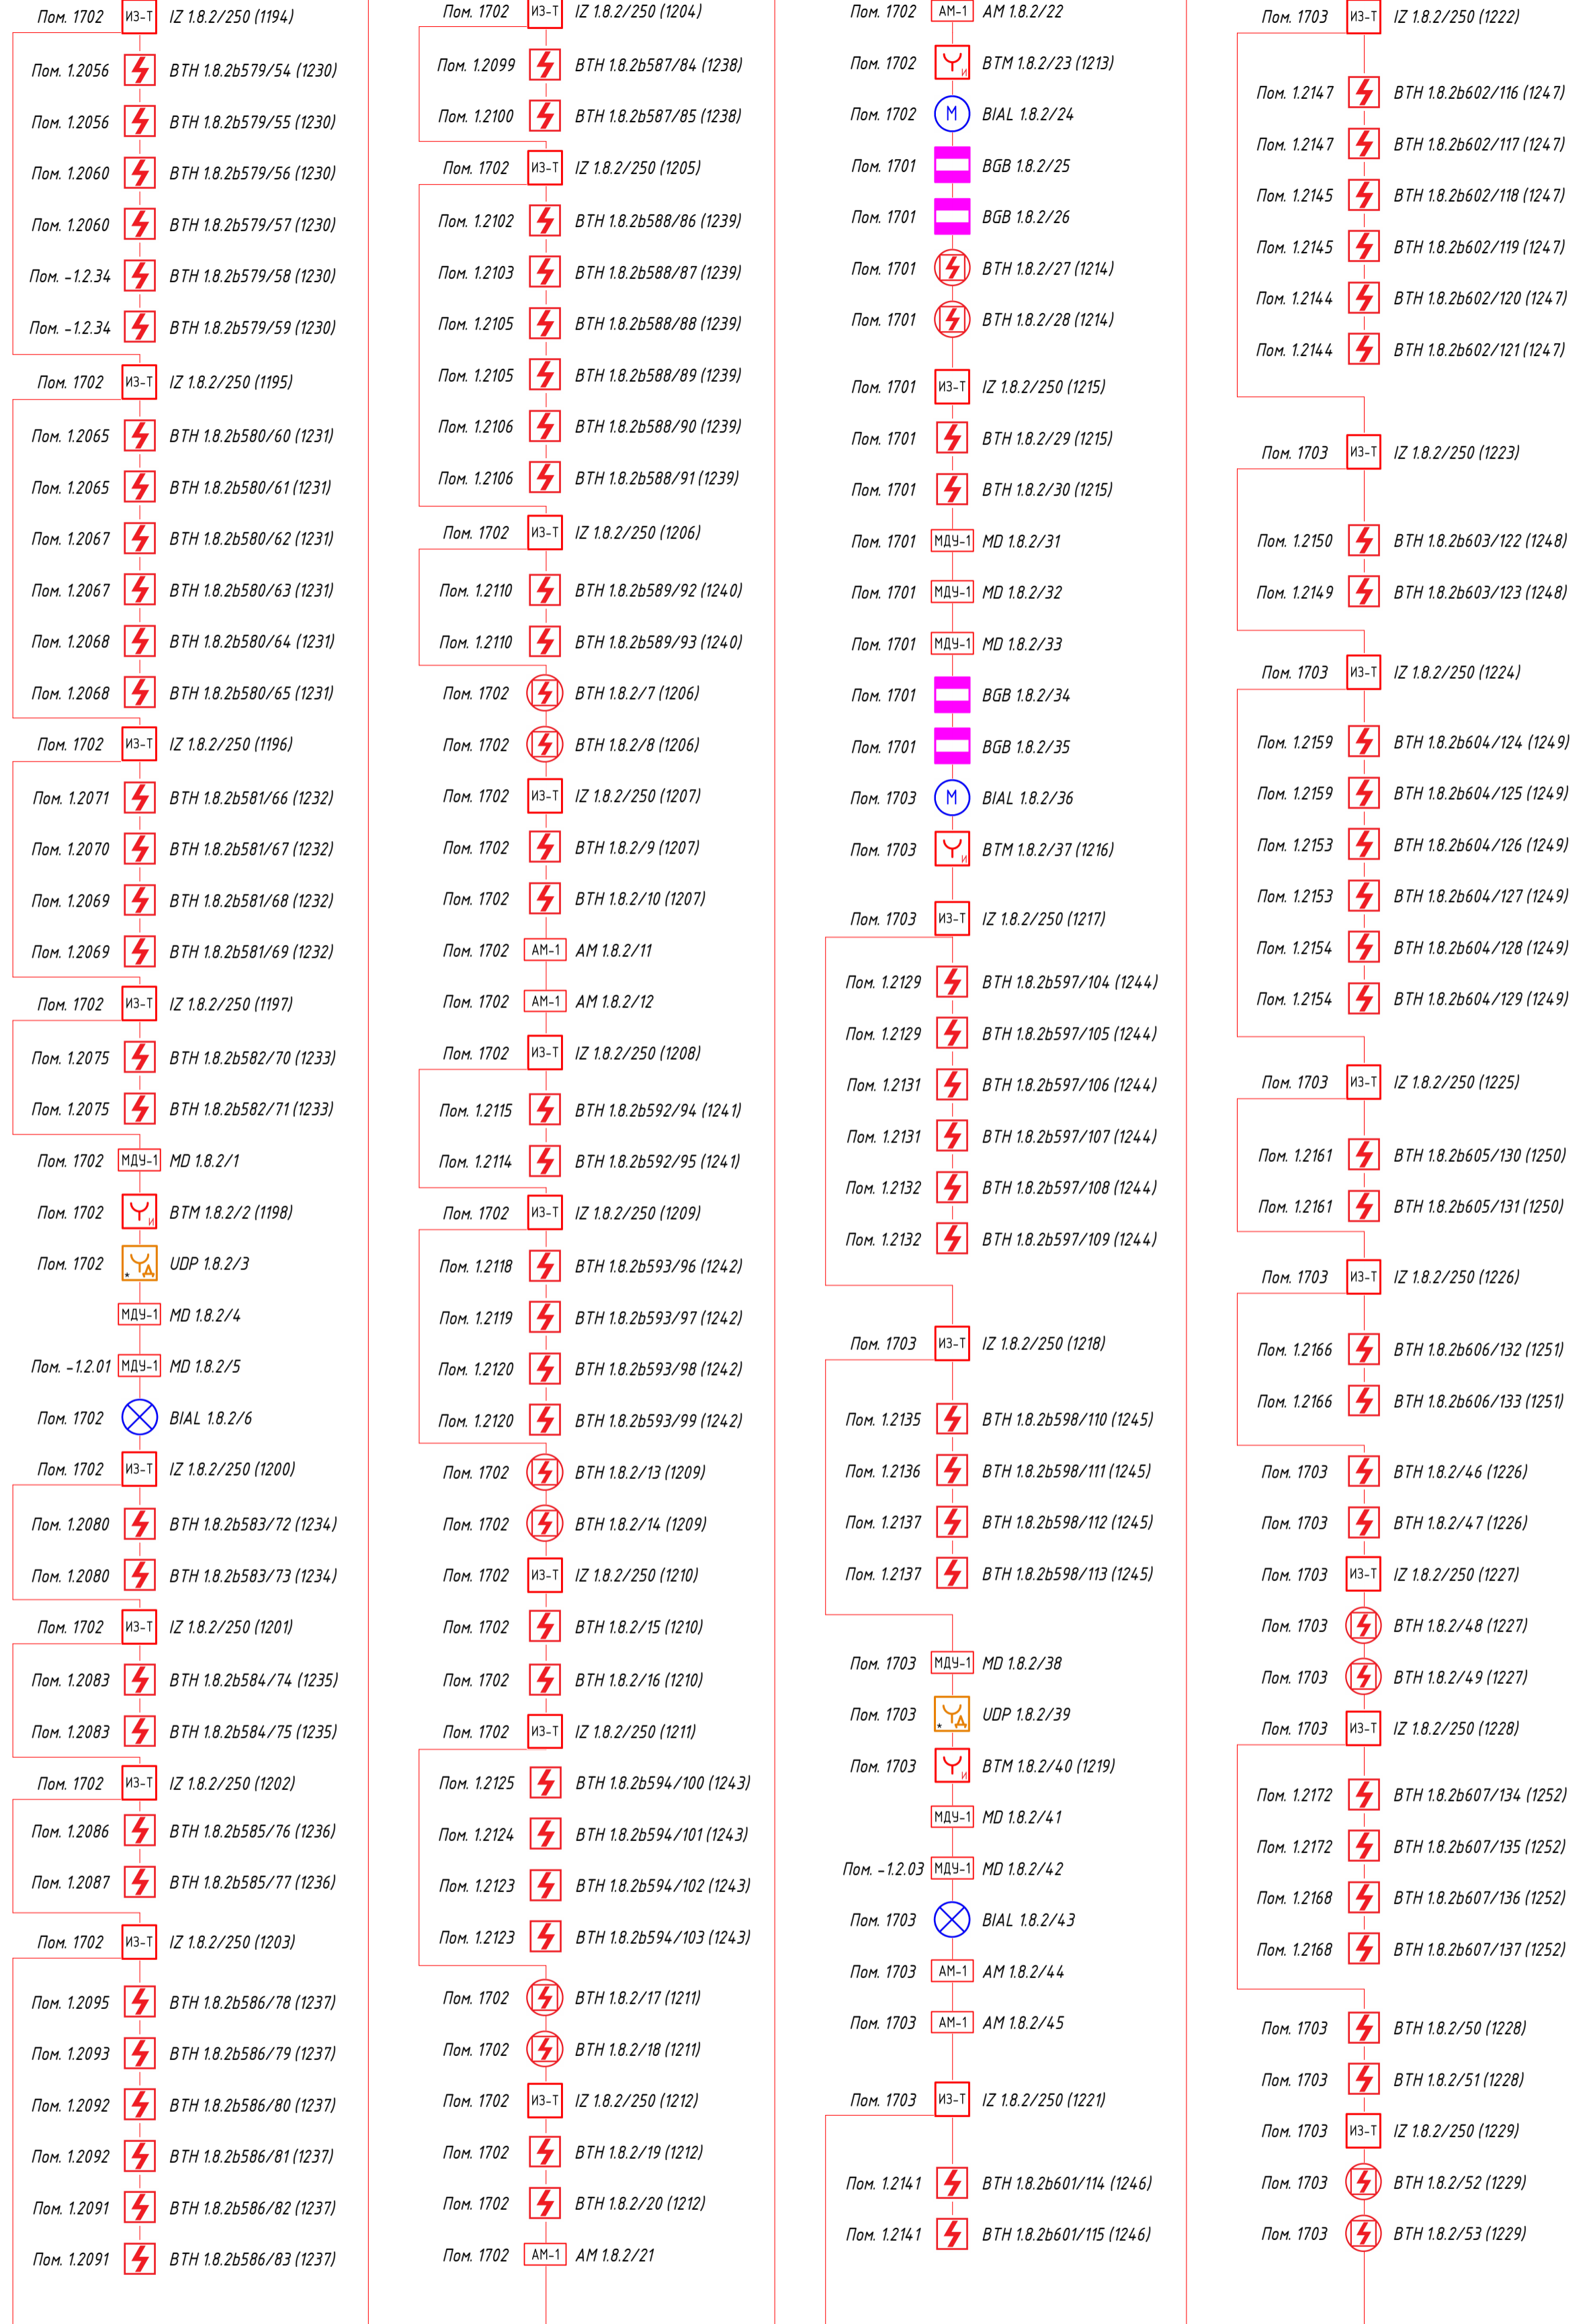 Пом. 1702 ИЗ-Т IZ 1.8.2/250 (1194)
Пом. 1.2056 BTH 1.8.2b579/54 (1230)
Пом. 1.2056 BTH 1.8.2b579/55 (1230)
Пом. 1.2060 BTH 1.8.2b579/56 (1230)
Пом. 1.2060 BTH 1.8.2b579/57 (1230)
Пом. -1.2.34 BTH 1.8.2b579/58 (1230)
Пом. -1.2.34 BTH 1.8.2b579/59 (1230)
Пом. 1702 ИЗ-Т IZ 1.8.2/250 (1195)
Пом. 1.2065 BTH 1.8.2b580/60 (1231)
Пом. 1.2065 BTH 1.8.2b580/61 (1231)
Пом. 1.2067 BTH 1.8.2b580/62 (1231)
Пом. 1.2067 BTH 1.8.2b580/63 (1231)
Пом. 1.2068 BTH 1.8.2b580/64 (1231)
Пом. 1.2068 BTH 1.8.2b580/65 (1231)
Пом. 1702 ИЗ-Т IZ 1.8.2/250 (1196)
Пом. 1.2071 BTH 1.8.2b581/66 (1232)
Пом. 1.2070 BTH 1.8.2b581/67 (1232)
Пом. 1.2069 BTH 1.8.2b581/68 (1232)
Пом. 1.2069 BTH 1.8.2b581/69 (1232)
Пом. 1702 ИЗ-Т IZ 1.8.2/250 (1197)
Пом. 1.2075 BTH 1.8.2b582/70 (1233)
Пом. 1.2075 BTH 1.8.2b582/71 (1233)
Пом. 1702 МДУ-1 MD 1.8.2/1
Пом. 1702 И BTM 1.8.2/2 (1198)
Пом. 1702 * Д UDP 1.8.2/3
МДУ-1 MD 1.8.2/4
Пом. -1.2.01 МДУ-1 MD 1.8.2/5
Пом. 1702 BIAL 1.8.2/6
Пом. 1702 ИЗ-Т IZ 1.8.2/250 (1200)
Пом. 1.2080 BTH 1.8.2b583/72 (1234)
Пом. 1.2080 BTH 1.8.2b583/73 (1234)
Пом. 1702 ИЗ-Т IZ 1.8.2/250 (1201)
Пом. 1.2083 BTH 1.8.2b584/74 (1235)
Пом. 1.2083 BTH 1.8.2b584/75 (1235)
Пом. 1702 ИЗ-Т IZ 1.8.2/250 (1202)
Пом. 1.2086 BTH 1.8.2b585/76 (1236)
Пом. 1.2087 BTH 1.8.2b585/77 (1236)
Пом. 1702 ИЗ-Т IZ 1.8.2/250 (1203)
Пом. 1.2095 BTH 1.8.2b586/78 (1237)
Пом. 1.2093 BTH 1.8.2b586/79 (1237)
Пом. 1.2092 BTH 1.8.2b586/80 (1237)
Пом. 1.2092 BTH 1.8.2b586/81 (1237)
Пом. 1.2091 BTH 1.8.2b586/82 (1237)
Пом. 1.2091 BTH 1.8.2b586/83 (1237)
Пом. 1702 ИЗ-Т IZ 1.8.2/250 (1204)
Пом. 1.2099 BTH 1.8.2b587/84 (1238)
Пом. 1.2100 BTH 1.8.2b587/85 (1238)
Пом. 1702 ИЗ-Т IZ 1.8.2/250 (1205)
Пом. 1.2102 BTH 1.8.2b588/86 (1239)
Пом. 1.2103 BTH 1.8.2b588/87 (1239)
Пом. 1.2105 BTH 1.8.2b588/88 (1239)
Пом. 1.2105 BTH 1.8.2b588/89 (1239)
Пом. 1.2106 BTH 1.8.2b588/90 (1239)
Пом. 1.2106 BTH 1.8.2b588/91 (1239)
Пом. 1702 ИЗ-Т IZ 1.8.2/250 (1206)
Пом. 1.2110 BTH 1.8.2b589/92 (1240)
Пом. 1.2110 BTH 1.8.2b589/93 (1240)
Пом. 1702 BTH 1.8.2/7 (1206)
Пом. 1702 BTH 1.8.2/8 (1206)
Пом. 1702 ИЗ-Т IZ 1.8.2/250 (1207)
Пом. 1702 BTH 1.8.2/9 (1207)
Пом. 1702 BTH 1.8.2/10 (1207)
Пом. 1702 АМ-1 AM 1.8.2/11
Пом. 1702 АМ-1 AM 1.8.2/12
Пом. 1702 ИЗ-Т IZ 1.8.2/250 (1208)
Пом. 1.2115 BTH 1.8.2b592/94 (1241)
Пом. 1.2114 BTH 1.8.2b592/95 (1241)
Пом. 1702 ИЗ-Т IZ 1.8.2/250 (1209)
Пом. 1.2118 BTH 1.8.2b593/96 (1242)
Пом. 1.2119 BTH 1.8.2b593/97 (1242)
Пом. 1.2120 BTH 1.8.2b593/98 (1242)
Пом. 1.2120 BTH 1.8.2b593/99 (1242)
Пом. 1702 BTH 1.8.2/13 (1209)
Пом. 1702 BTH 1.8.2/14 (1209)
Пом. 1702 ИЗ-Т IZ 1.8.2/250 (1210)
Пом. 1702 BTH 1.8.2/15 (1210)
Пом. 1702 BTH 1.8.2/16 (1210)
Пом. 1702 ИЗ-Т IZ 1.8.2/250 (1211)
Пом. 1.2125 BTH 1.8.2b594/100 (1243)
Пом. 1.2124 BTH 1.8.2b594/101 (1243)
Пом. 1.2123 BTH 1.8.2b594/102 (1243)
Пом. 1.2123 BTH 1.8.2b594/103 (1243)
Пом. 1702 BTH 1.8.2/17 (1211)
Пом. 1702 BTH 1.8.2/18 (1211)
Пом. 1702 ИЗ-Т IZ 1.8.2/250 (1212)
Пом. 1702 BTH 1.8.2/19 (1212)
Пом. 1702 BTH 1.8.2/20 (1212)
Пом. 1702 АМ-1 AM 1.8.2/21
Пом. 1702 АМ-1 AM 1.8.2/22
Пом. 1702 И BTM 1.8.2/23 (1213)
Пом. 1702 М BIAL 1.8.2/24
Пом. 1701 BGB 1.8.2/25
Пом. 1701 BGB 1.8.2/26
Пом. 1701 BTH 1.8.2/27 (1214)
Пом. 1701 BTH 1.8.2/28 (1214)
Пом. 1701 ИЗ-Т IZ 1.8.2/250 (1215)
Пом. 1701 BTH 1.8.2/29 (1215)
Пом. 1701 BTH 1.8.2/30 (1215)
Пом. 1701 МДУ-1 MD 1.8.2/31
Пом. 1701 МДУ-1 MD 1.8.2/32
Пом. 1701 МДУ-1 MD 1.8.2/33
Пом. 1701 BGB 1.8.2/34
Пом. 1701 BGB 1.8.2/35
Пом. 1703 М BIAL 1.8.2/36
Пом. 1703 И BTM 1.8.2/37 (1216)
Пом. 1703 ИЗ-Т IZ 1.8.2/250 (1217)
Пом. 1.2129 BTH 1.8.2b597/104 (1244)
Пом. 1.2129 BTH 1.8.2b597/105 (1244)
Пом. 1.2131 BTH 1.8.2b597/106 (1244)
Пом. 1.2131 BTH 1.8.2b597/107 (1244)
Пом. 1.2132 BTH 1.8.2b597/108 (1244)
Пом. 1.2132 BTH 1.8.2b597/109 (1244)
Пом. 1703 ИЗ-Т IZ 1.8.2/250 (1218)
Пом. 1.2135 BTH 1.8.2b598/110 (1245)
Пом. 1.2136 BTH 1.8.2b598/111 (1245)
Пом. 1.2137 BTH 1.8.2b598/112 (1245)
Пом. 1.2137 BTH 1.8.2b598/113 (1245)
Пом. 1703 МДУ-1 MD 1.8.2/38
Пом. 1703 * Д UDP 1.8.2/39
Пом. 1703 И BTM 1.8.2/40 (1219)
МДУ-1 MD 1.8.2/41
Пом. -1.2.03 МДУ-1 MD 1.8.2/42
Пом. 1703 BIAL 1.8.2/43
Пом. 1703 АМ-1 AM 1.8.2/44
Пом. 1703 АМ-1 AM 1.8.2/45
Пом. 1703 ИЗ-Т IZ 1.8.2/250 (1221)
Пом. 1.2141 BTH 1.8.2b601/114 (1246)
Пом. 1.2141 BTH 1.8.2b601/115 (1246)
Пом. 1703 ИЗ-Т IZ 1.8.2/250 (1222)
Пом. 1.2147 BTH 1.8.2b602/116 (1247)
Пом. 1.2147 BTH 1.8.2b602/117 (1247)
Пом. 1.2145 BTH 1.8.2b602/118 (1247)
Пом. 1.2145 BTH 1.8.2b602/119 (1247)
Пом. 1.2144 BTH 1.8.2b602/120 (1247)
Пом. 1.2144 BTH 1.8.2b602/121 (1247)
Пом. 1703 ИЗ-Т IZ 1.8.2/250 (1223)
Пом. 1.2150 BTH 1.8.2b603/122 (1248)
Пом. 1.2149 BTH 1.8.2b603/123 (1248)
Пом. 1703 ИЗ-Т IZ 1.8.2/250 (1224)
Пом. 1.2159 BTH 1.8.2b604/124 (1249)
Пом. 1.2159 BTH 1.8.2b604/125 (1249)
Пом. 1.2153 BTH 1.8.2b604/126 (1249)
Пом. 1.2153 BTH 1.8.2b604/127 (1249)
Пом. 1.2154 BTH 1.8.2b604/128 (1249)
Пом. 1.2154 BTH 1.8.2b604/129 (1249)
Пом. 1703 ИЗ-Т IZ 1.8.2/250 (1225)
Пом. 1.2161 BTH 1.8.2b605/130 (1250)
Пом. 1.2161 BTH 1.8.2b605/131 (1250)
Пом. 1703 ИЗ-Т IZ 1.8.2/250 (1226)
Пом. 1.2166 BTH 1.8.2b606/132 (1251)
Пом. 1.2166 BTH 1.8.2b606/133 (1251)
Пом. 1703 BTH 1.8.2/46 (1226)
Пом. 1703 BTH 1.8.2/47 (1226)
Пом. 1703 ИЗ-Т IZ 1.8.2/250 (1227)
Пом. 1703 BTH 1.8.2/48 (1227)
Пом. 1703 BTH 1.8.2/49 (1227)
Пом. 1703 ИЗ-Т IZ 1.8.2/250 (1228)
Пом. 1.2172 BTH 1.8.2b607/134 (1252)
Пом. 1.2172 BTH 1.8.2b607/135 (1252)
Пом. 1.2168 BTH 1.8.2b607/136 (1252)
Пом. 1.2168 BTH 1.8.2b607/137 (1252)
Пом. 1703 BTH 1.8.2/50 (1228)
Пом. 1703 BTH 1.8.2/51 (1228)
Пом. 1703 ИЗ-Т IZ 1.8.2/250 (1229)
Пом. 1703 BTH 1.8.2/52 (1229)
Пом. 1703 BTH 1.8.2/53 (1229)